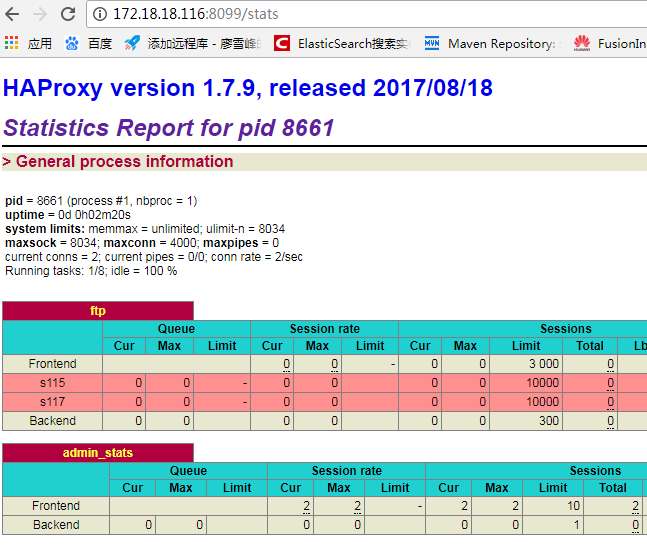 172.18.18.116:8099/stats
应用 百度 添加远程库 - 廖雪峰 ElasticSearch搜索实 Maven Repository: FusionIn
HAProxy version 1.7.9, released 2017/08/18
Statistics Report for pid 8661
> General process information
pid = 8661 (process #1, nbproc = 1)
uptime = 0d 0h02m20s
system limits: memmax = unlimited; ulimit-n = 8034
maxsock = 8034; maxconn = 4000; maxpipes = 0
current conns = 2; current pipes = 0/0; conn rate = 2/sec
Running tasks: 1/8; idle = 100 %
ftp
Queue Session rate Sessions
Cur Max Limit Cur Max Limit Cur Max Limit Total Lb
Frontend 0 0 - 0 0 3 000 0
s115 0 0 - 0 0 0 0 10000 0
s117 0 0 - 0 0 0 0 10000 0
Backend 0 0 0 0 0 0 300 0
admin_stats
Queue Session rate Sessions
Cur Max Limit Cur Max Limit Cur Max Limit Total
Frontend 2 2 - 2 2 10 2
Backend 0 0 0 0 0 0 1 0